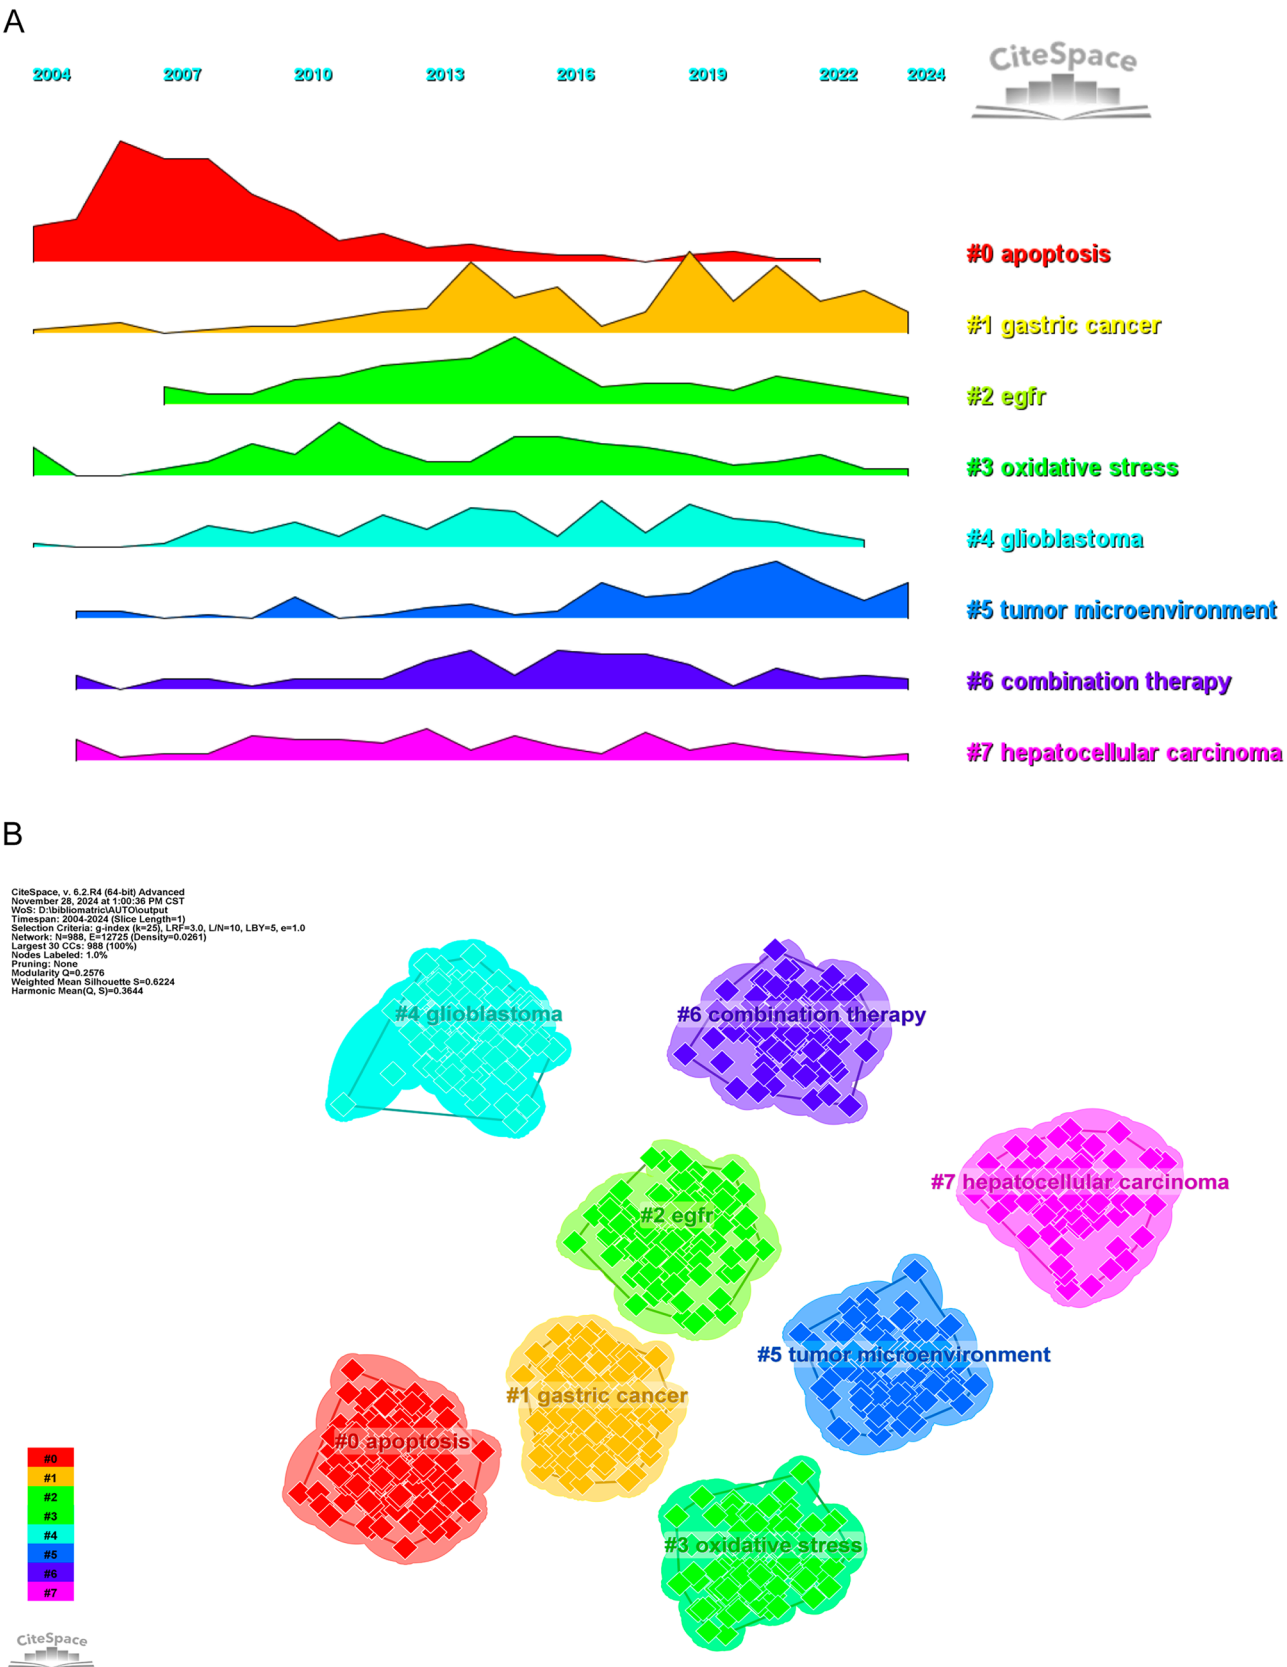 A
2004 2007 2010 2013 2016 2019 2022 2024
CiteSpace
#0 apoptosis
#1 gastric cancer
#2 egfr
#3 oxidative stress
#4 glioblastoma
#5 tumor microenvironment
#6 combination therapy
#7 hepatocellular carcinoma
B
CiteSpace, v. 6.2.R4 (64-bit) Advanced
November 28, 2024 at 1:00:36 PM CST
WoS: D:\bibliomatric\AUTO\output
Timespan: 2004-2024 (Slice Length=1)
Selection Criteria: g-index (k=25), LRF=3.0, L/N=10, LBY=5, e=1.0
Network: N=988, E=12725 (Density=0.0261)
Largest 30 CCs: 988 (100%)
Nodes Labeled: 1.0%
Pruning: None
Modularity Q=0.2576
Weighted Mean Silhouette S=0.6224
Harmonic Mean(Q, S)=0.3644
#4 glioblastoma
#6 combination therapy
#7 hepatocellular carcinoma
#2 egfr
#5 tumor microenvironment
#1 gastric cancer
#0 apoptosis
#3 oxidative stress
#0
#1
#2
#3
#4
#5
#6
#7
CiteSpace